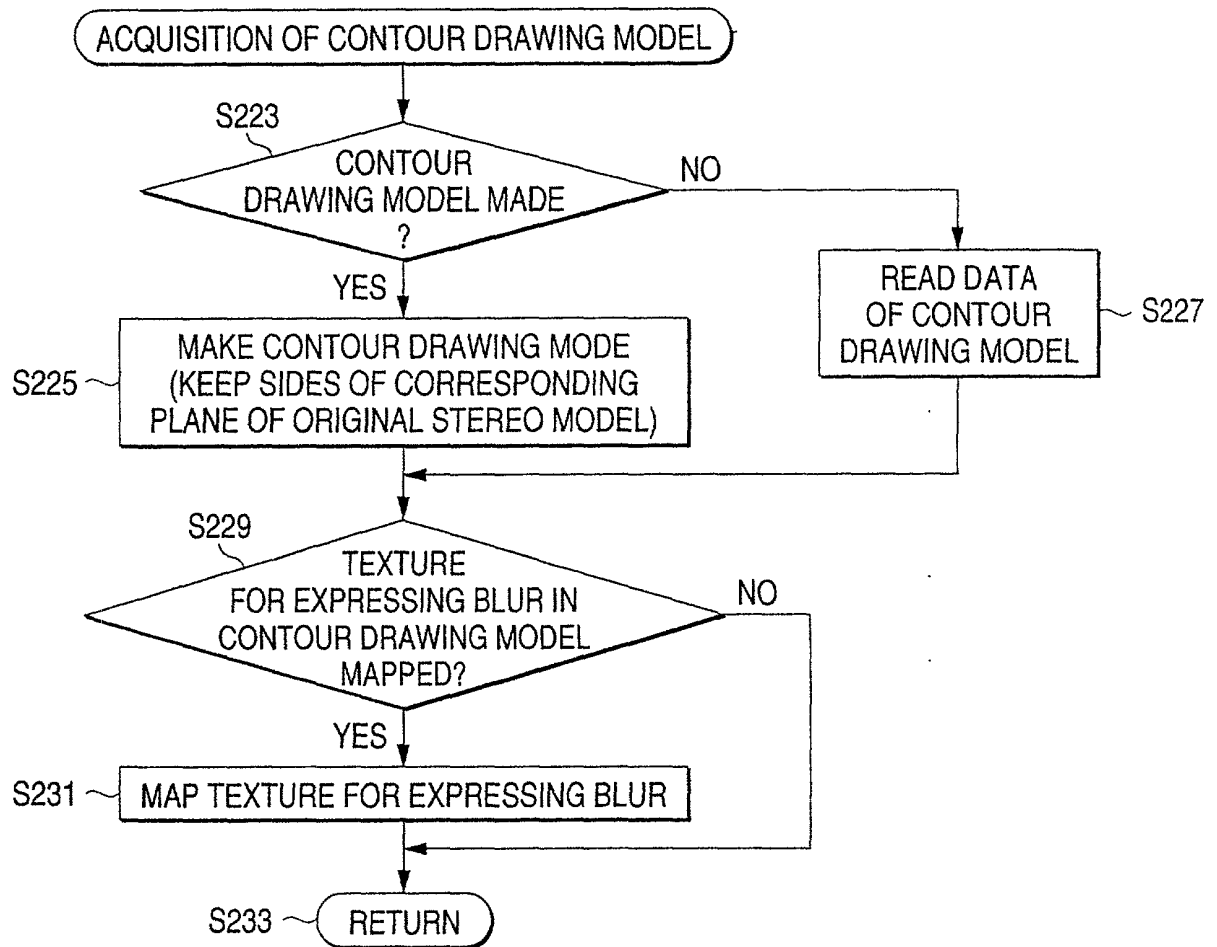 ACQUISITION OF CONTOUR DRAWING MODEL
S223
CONTOUR
DRAWING MODEL MADE
?
NO
YES
READ DATA
OF CONTOUR
DRAWING MODEL
S227
S225
MAKE CONTOUR DRAWING MODE
(KEEP SIDES OF CORRESPONDING
PLANE OF ORIGINAL STEREO MODEL)
S229
TEXTURE
FOR EXPRESSING BLUR IN
CONTOUR DRAWING MODEL
MAPPED?
NO
YES
S231
MAP TEXTURE FOR EXPRESSING BLUR
S233
RETURN